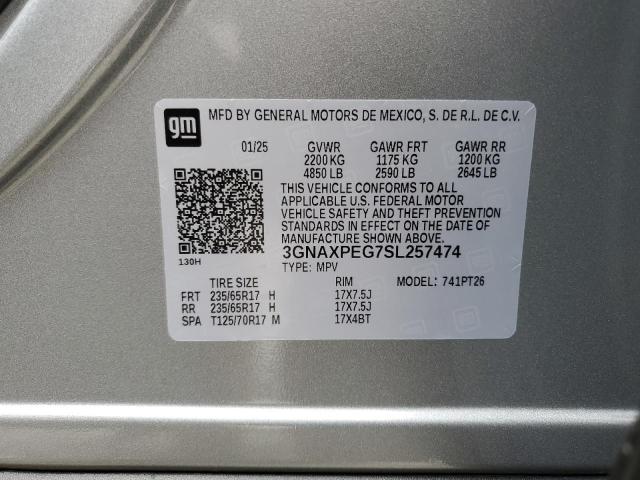 gm
MFD BY GENERAL MOTORS DE MEXICO, S. DE R.L. DE C.V.
01/25 GVWR GAWR FRT GAWR RR
2200 KG 1175 KG 1200 KG
4850 LB 2590 LB 2645 LB
THIS VEHICLE CONFORMS TO ALL
APPLICABLE U.S. FEDERAL MOTOR
VEHICLE SAFETY AND THEFT PREVENTION
STANDARDS IN EFFECT ON THE DATE OF
MANUFACTURE SHOWN ABOVE.
3GNAXPEG7SL257474
130H
TYPE: MPV
TIRE SIZE RIM MODEL: 741PT26
FRT 235/65R17 H 17X7.5J
RR 235/65R17 H 17X7.5J
SPA T125/70R17 M 17X4BT